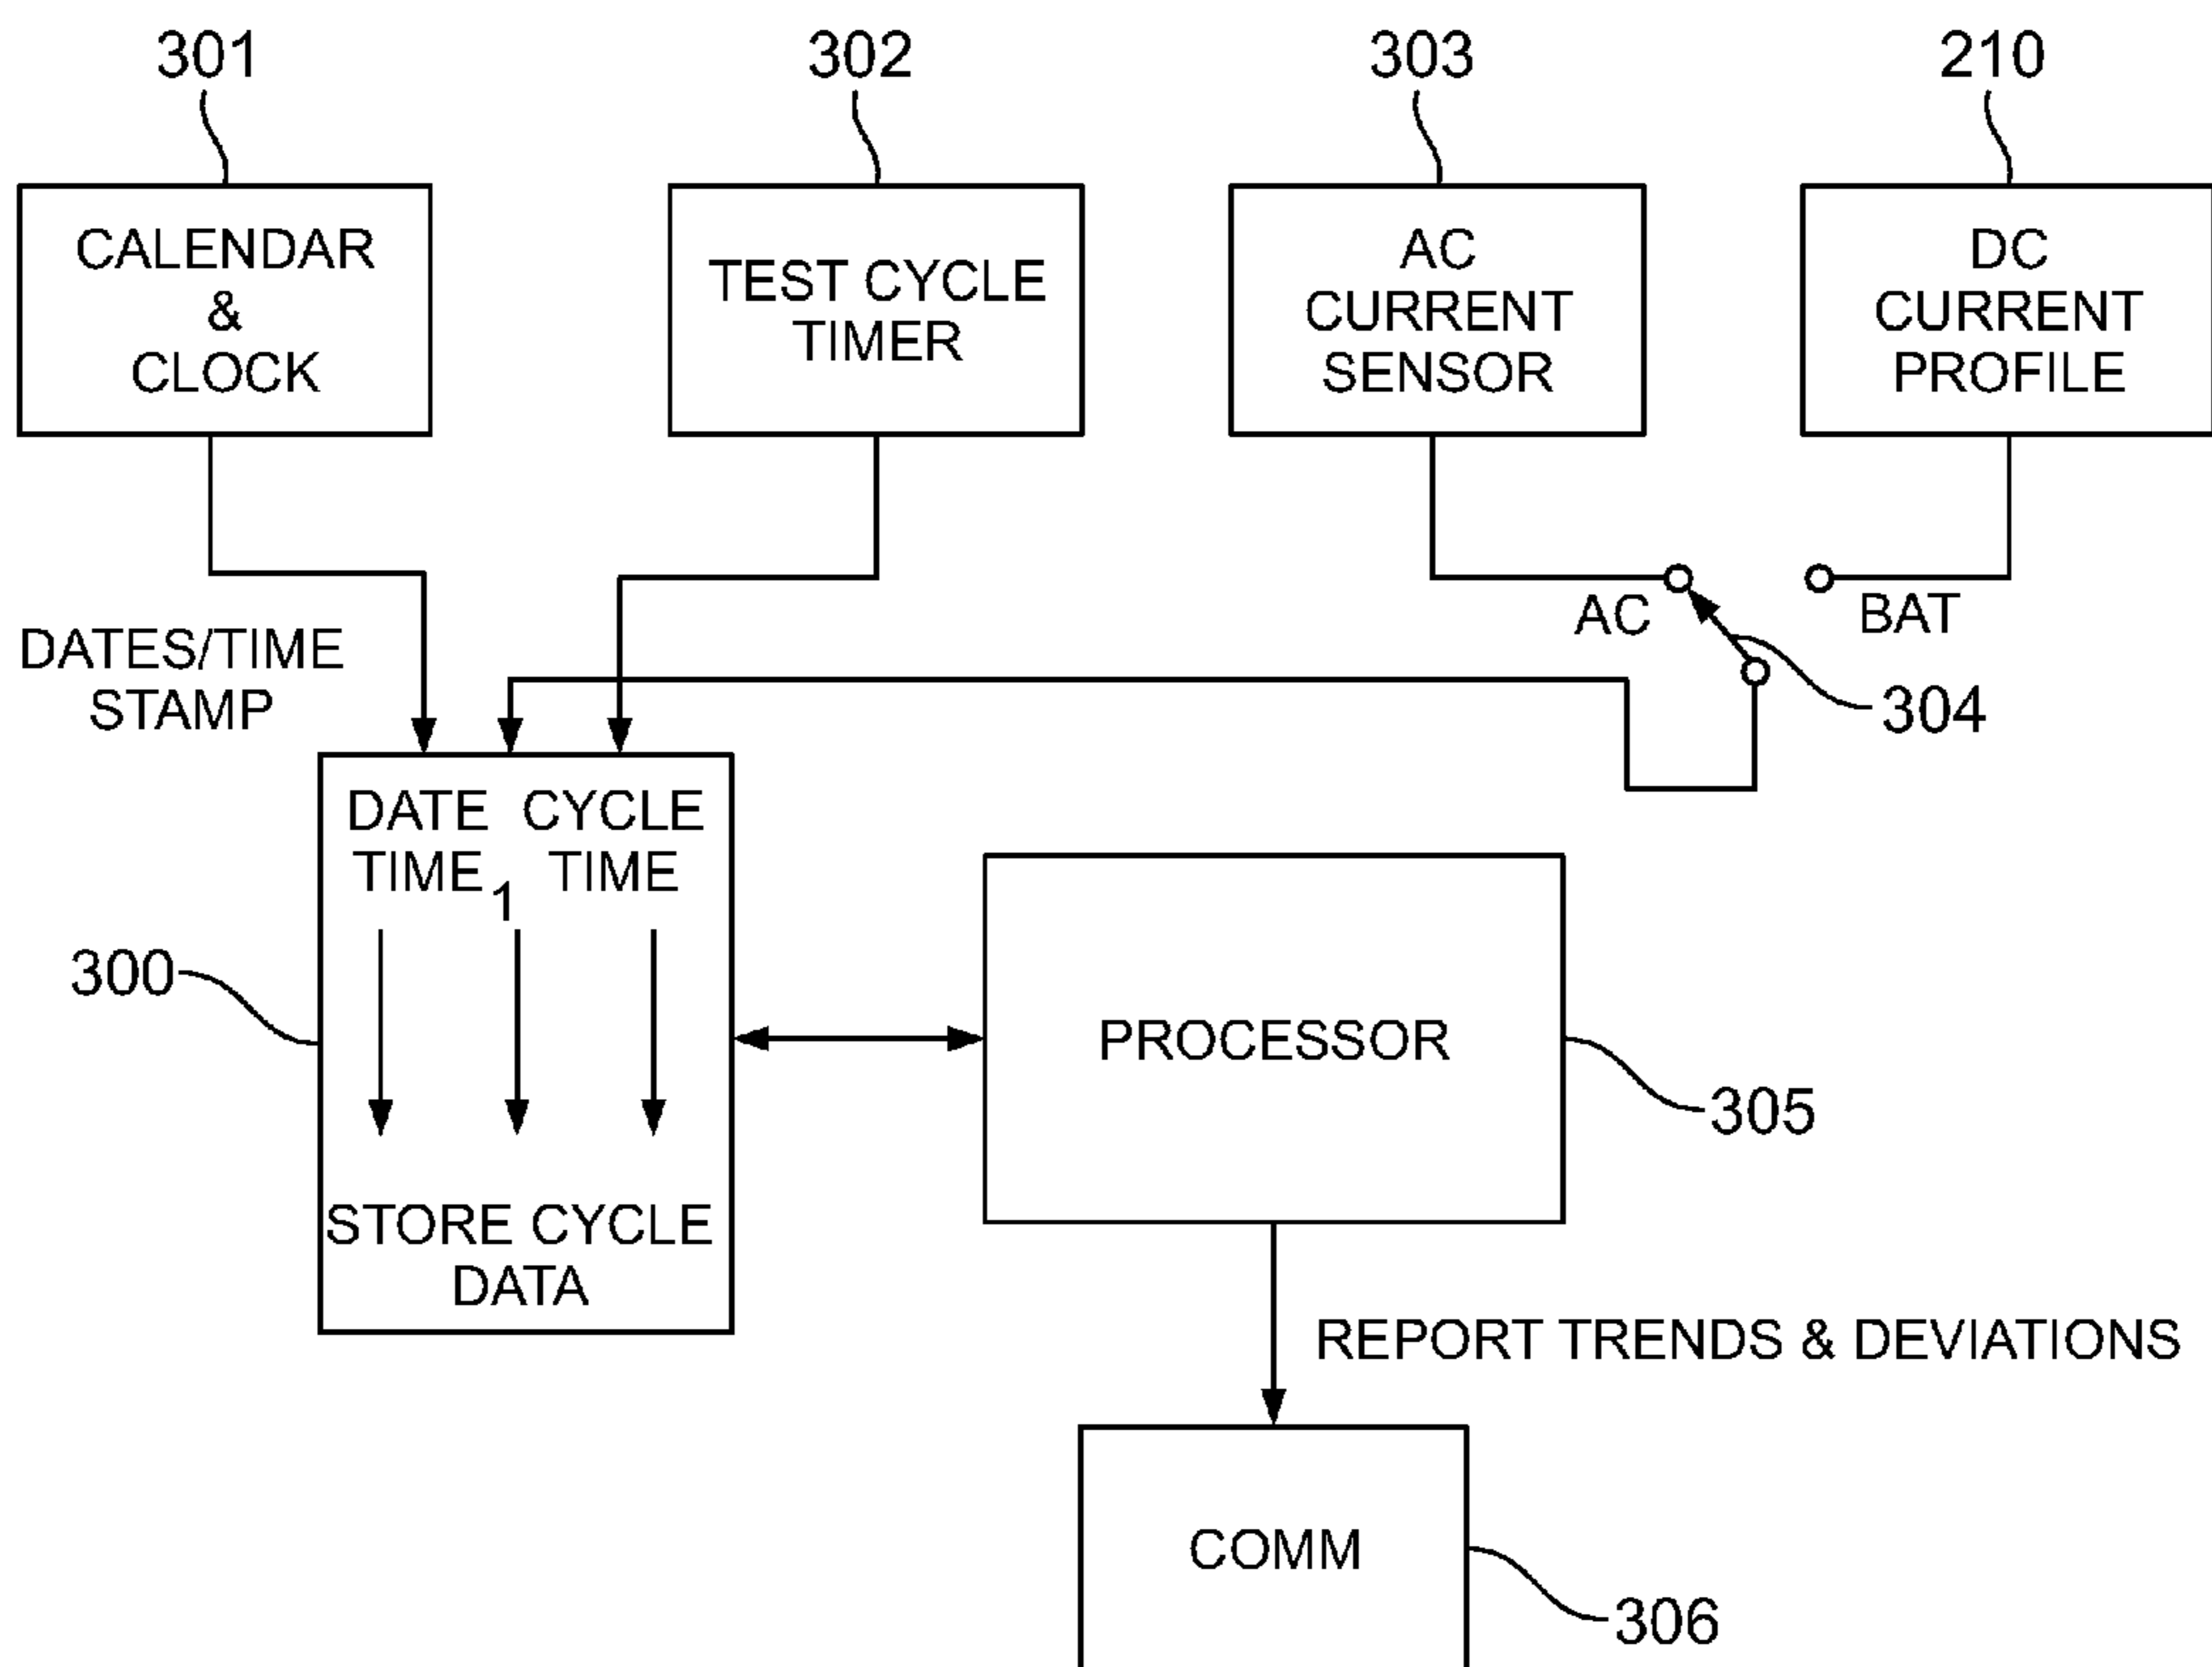 301
302
303
210
CALENDAR
&
CLOCK
TEST CYCLE
TIMER
AC
CURRENT
SENSOR
DC
CURRENT
PROFILE
AC
BAT
DATES/TIME
STAMP
304
DATE
TIME
1
CYCLE
TIME
300
STORE CYCLE
DATA
PROCESSOR
305
REPORT TRENDS & DEVIATIONS
COMM
306